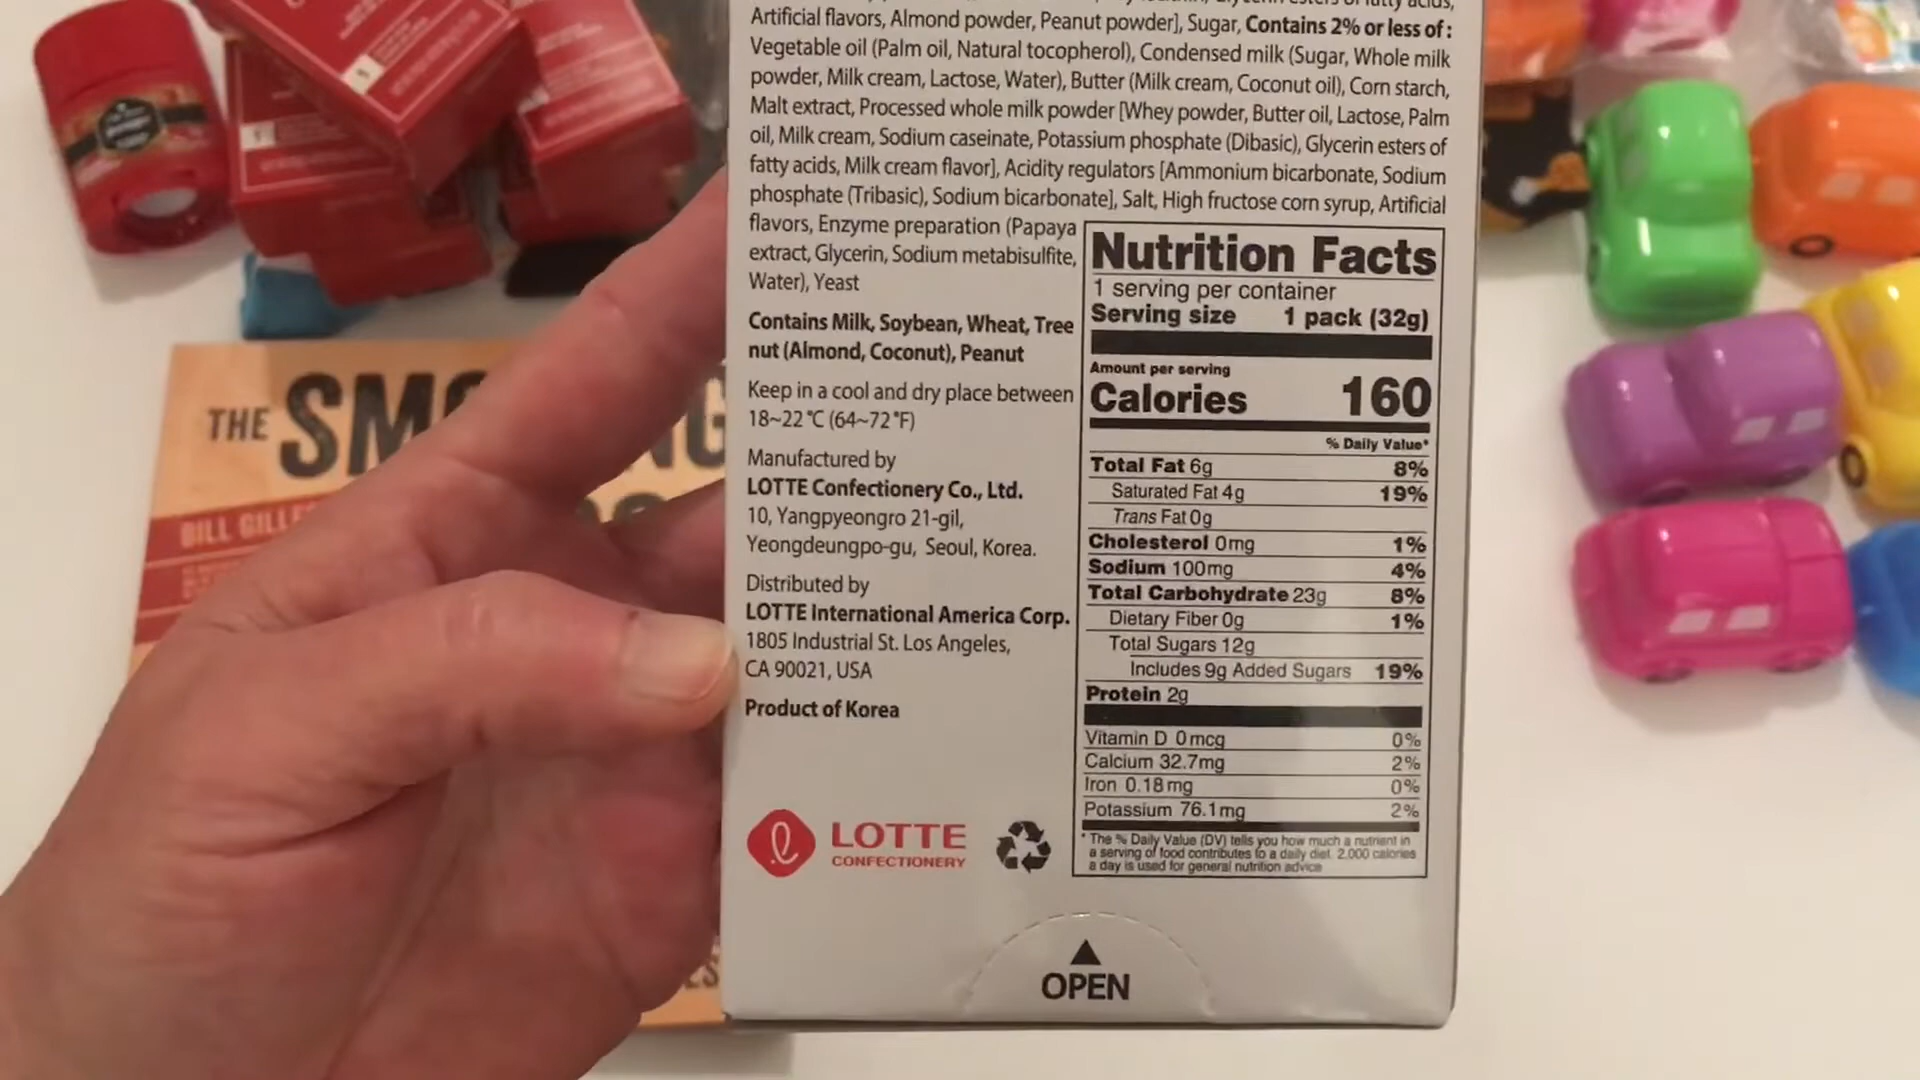 Artificial flavors, Almond powder, Peanut powder], Sugar, Contains 2% or less of :
Vegetable oil (Palm oil, Natural tocopherol), Condensed milk (Sugar, Whole milk
powder, Milk cream, Lactose, Water), Butter (Milk cream, Coconut oil), Corn starch,
Malt extract, Processed whole milk powder [Whey powder, Butter oil, Lactose, Palm
oil, Milk cream, Sodium caseinate, Potassium phosphate (Dibasic), Glycerin esters of
fatty acids, Milk cream flavor], Acidity regulators [Ammonium bicarbonate, Sodium
phosphate (Tribasic), Sodium bicarbonate], Salt, High fructose corn syrup, Artificial
flavors, Enzyme preparation (Papaya
extract, Glycerin, Sodium metabisulfite,
Water), Yeast
Contains Milk, Soybean, Wheat, Tree
nut (Almond, Coconut), Peanut
Keep in a cool and dry place between
18~22 °C (64~72 °F)
Manufactured by
LOTTE Confectionery Co., Ltd.
10, Yangpyeongro 21-gil,
Yeongdeungpo-gu, Seoul, Korea.
Distributed by
LOTTE International America Corp.
1805 Industrial St. Los Angeles,
CA 90021, USA
Product of Korea
LOTTE
CONFECTIONERY
Nutrition Facts
1 serving per container
Serving size 1 pack (32g)
Amount per serving
Calories 160
% Daily Value*
Total Fat 6g 8%
Saturated Fat 4g 19%
Trans Fat 0g
Cholesterol 0mg 1%
Sodium 100mg 4%
Total Carbohydrate 23g 8%
Dietary Fiber 0g 1%
Total Sugars 12g
Includes 9g Added Sugars 19%
Protein 2g
Vitamin D 0mcg 0%
Calcium 32.7mg 2%
Iron 0.18mg 0%
Potassium 76.1mg 2%
* The % Daily Value (DV) tells you how much a nutrient in
a serving of food contributes to a daily diet. 2,000 calories
a day is used for general nutrition advice
OPEN
THE
BILL